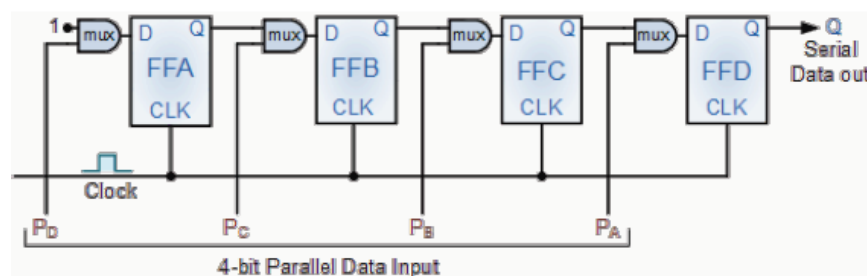 1 mux D Q mux D Q mux D Q mux D Q Q
FFA FFB FFC FFD Serial
CLK CLK CLK CLK Data out
Clock
PD PC PB PA
4-bit Parallel Data Input